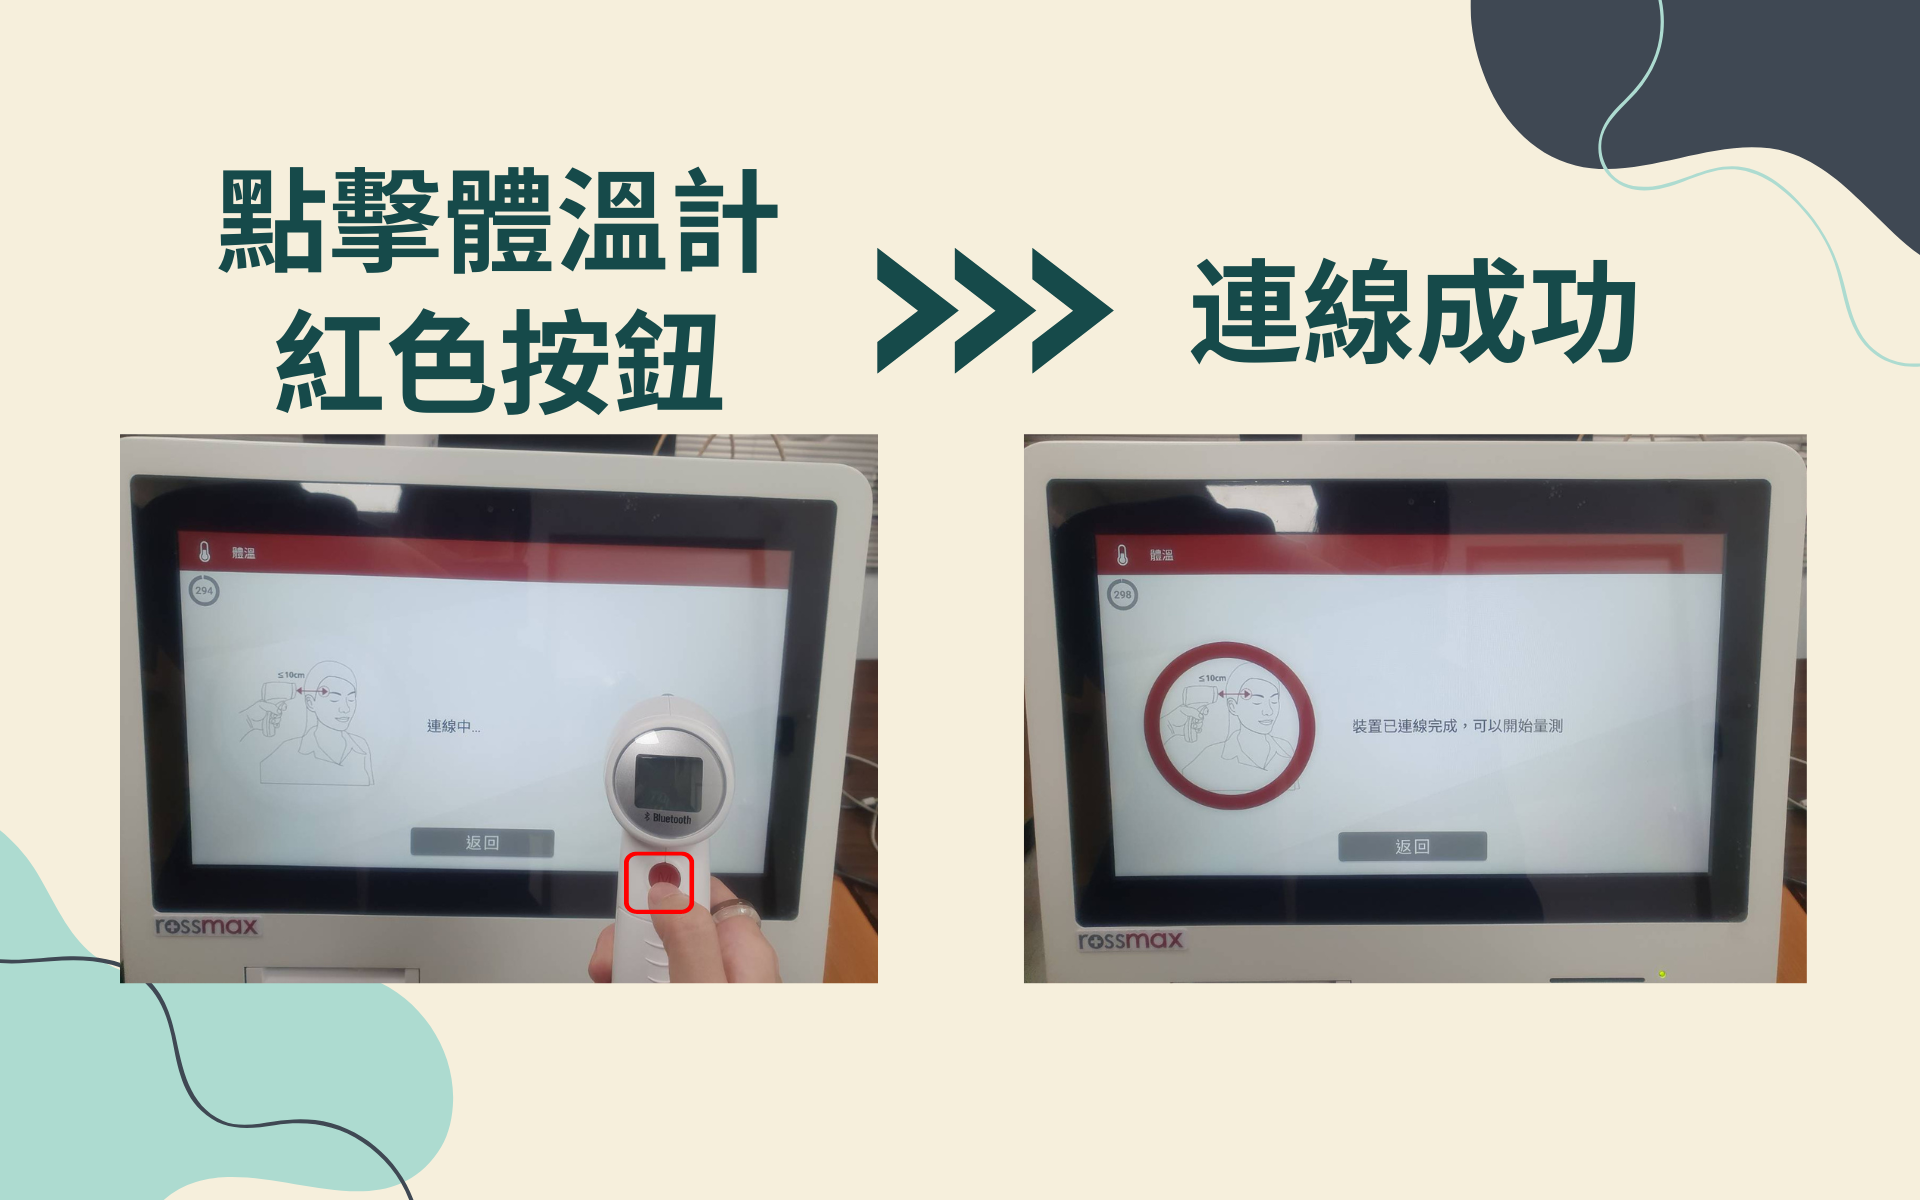 點擊體溫計
紅色按鈕
連線成功
體溫
294
≤10cm
連線中...
Bluetooth
返回
rossmax
體溫
298
≤10cm
裝置已連線完成，可以開始量測
返回
rossmax